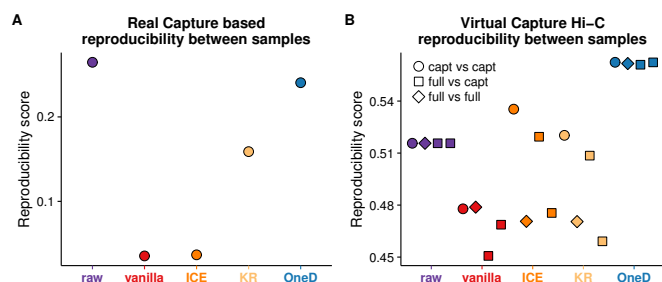 A
Real Capture based
reproducibility between samples
Reproducibility score
0.2
0.1
raw
vanilla
ICE
KR
OneD
B
Virtual Capture Hi−C
reproducibility between samples
Reproducibility score
capt vs capt
full vs capt
full vs full
0.54
0.51
0.48
0.45
raw
vanilla
ICE
KR
OneD